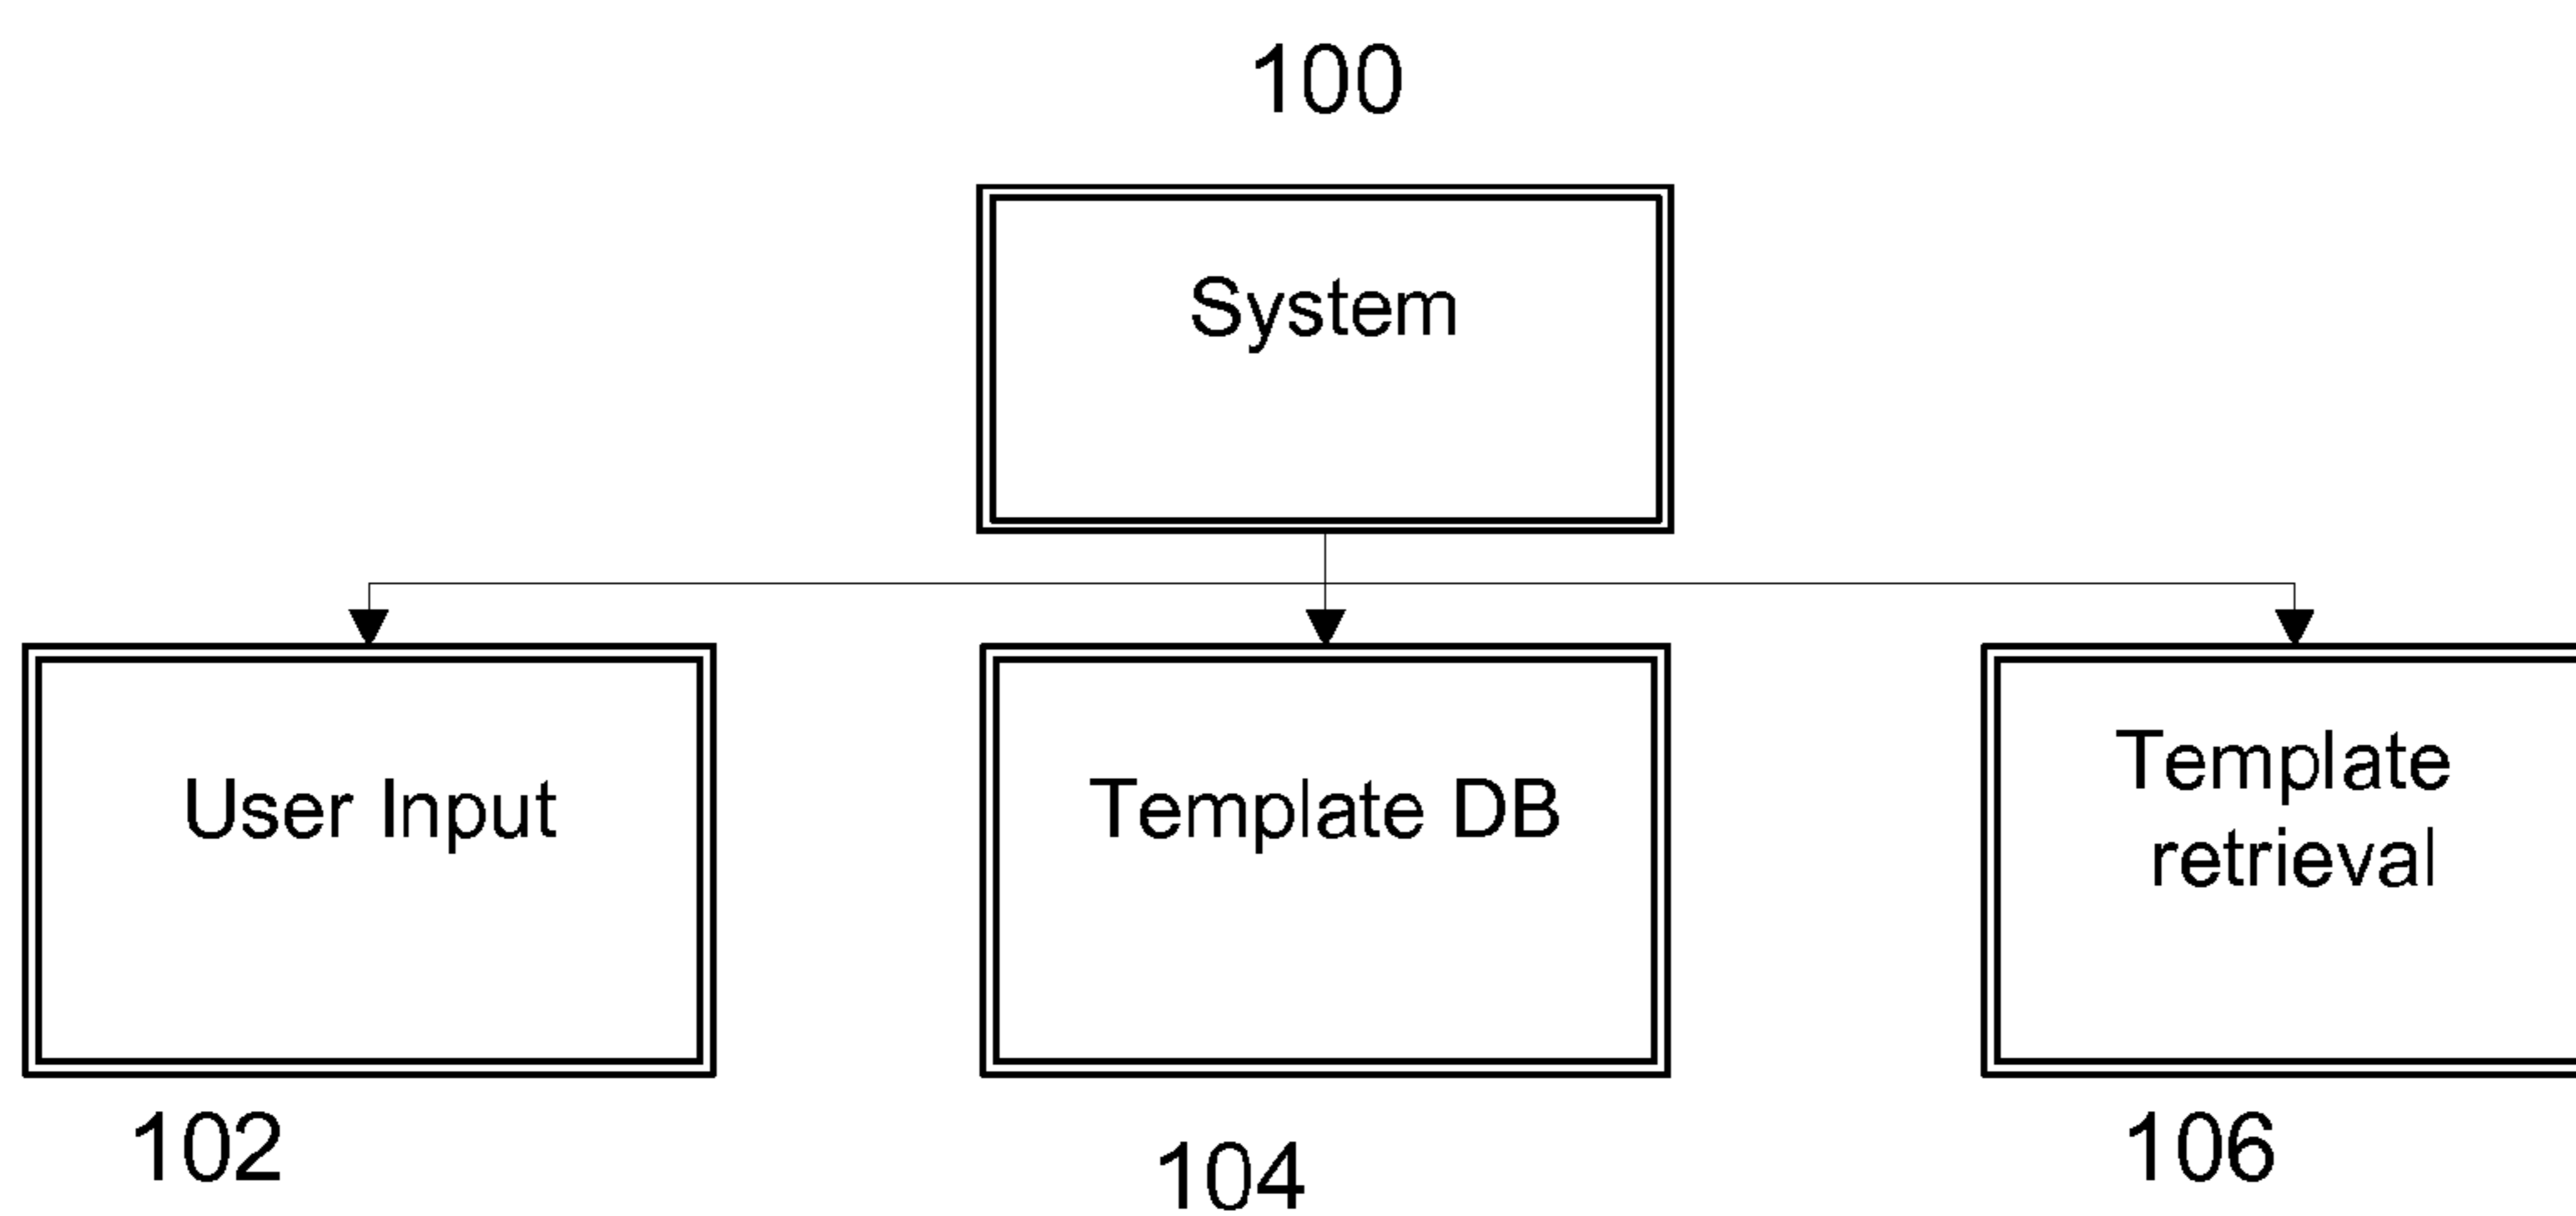 100
System
User Input
Template DB
Template
retrieval
102
104
106